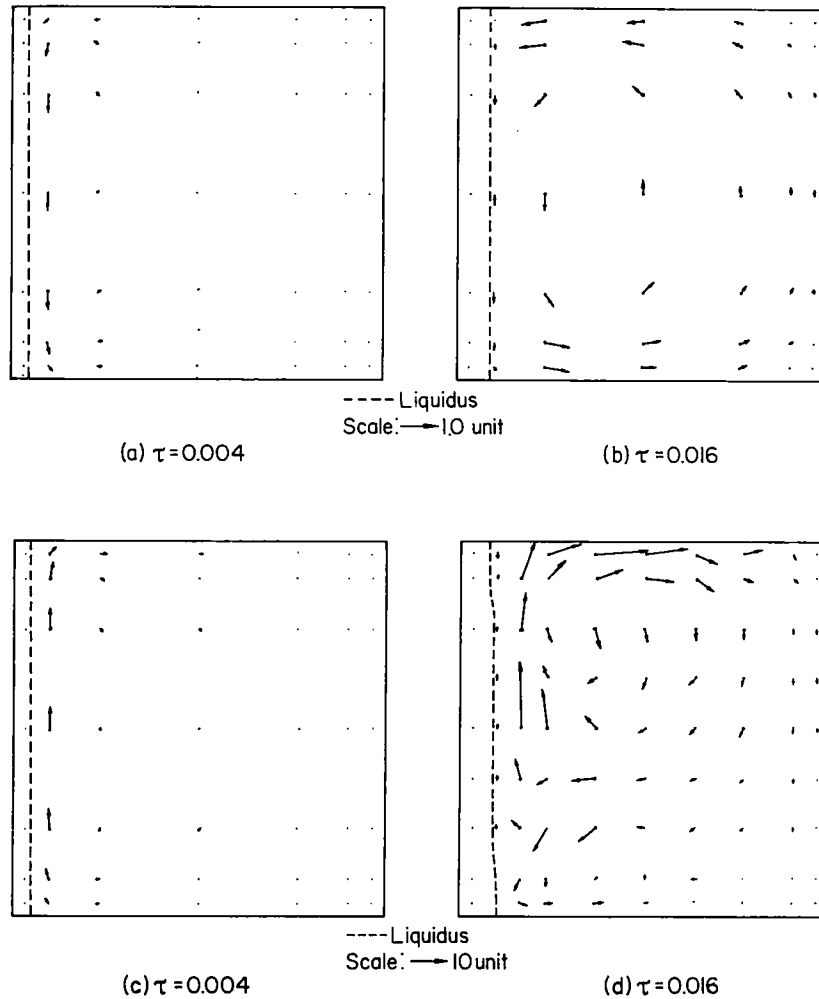 ---- Liquidus
Scale: → 1.0 unit
(a) τ = 0.004
(b) τ = 0.016
---- Liquidus
Scale: → 10 unit
(c) τ = 0.004
(d) τ = 0.016